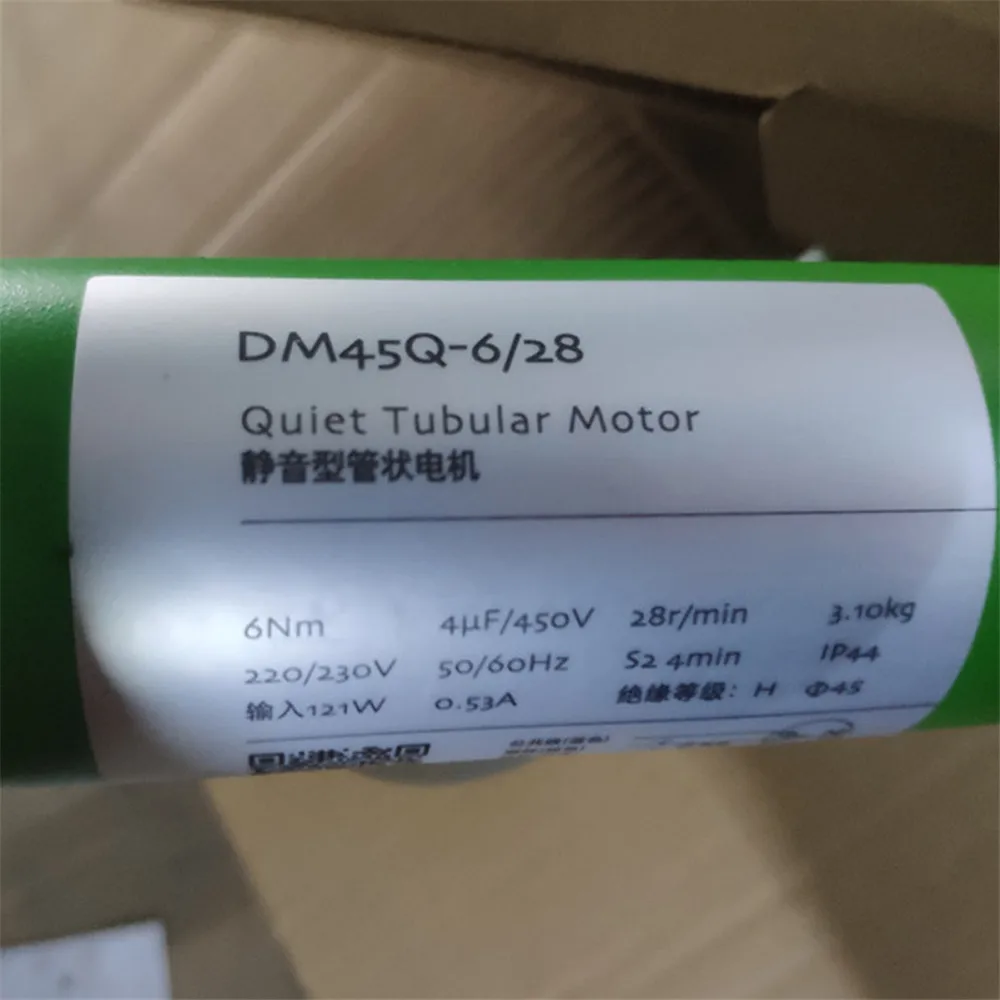 DM45Q-6/28
Quiet Tubular Motor
静音型管状电机
6Nm 4μF/450V 28r/min 3.10kg
220/230V 50/60Hz S2 4min IP44
输入121W 0.53A 绝缘等级：H Φ45